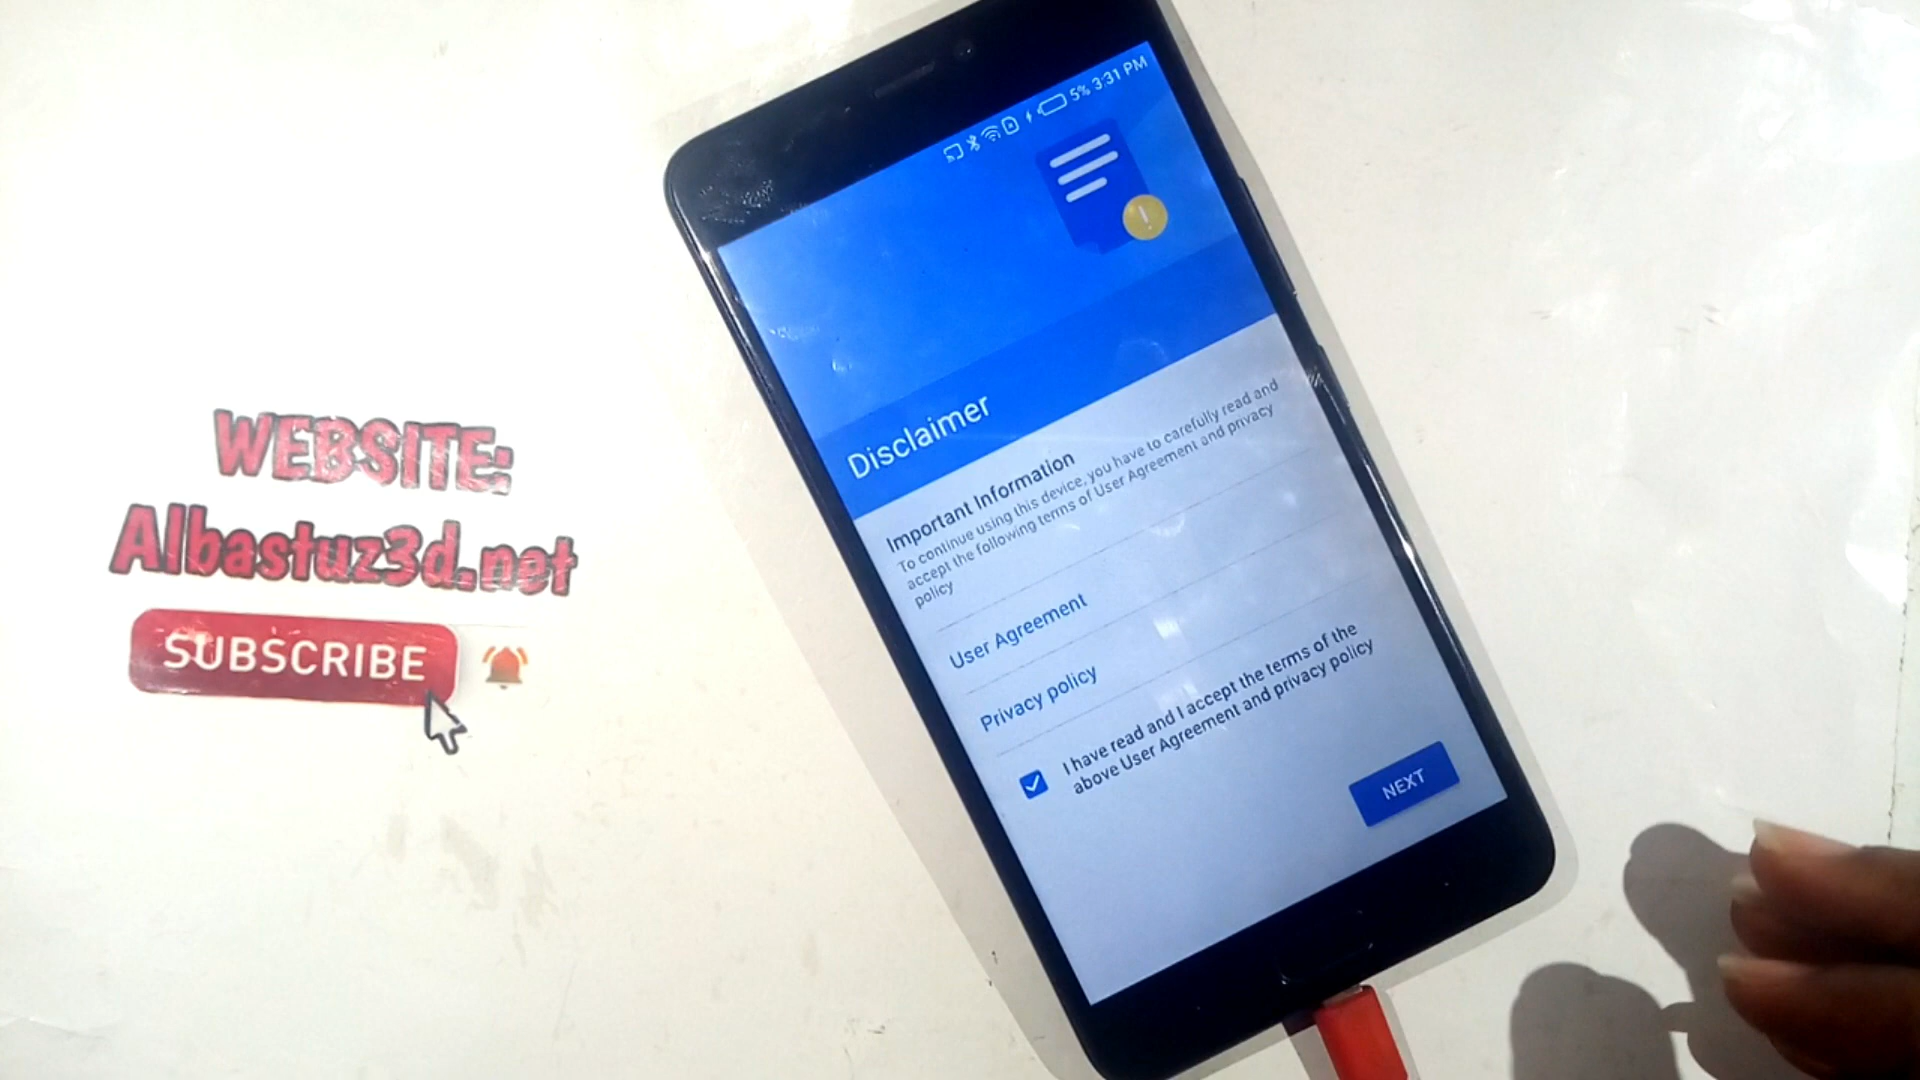 5% 3:31 PM
Disclaimer
Important Information
To continue using this device, you have to carefully read and
accept the following terms of User Agreement and privacy
policy
User Agreement
Privacy policy
I have read and I accept the terms of the
above User Agreement and privacy policy
NEXT
WEBSITE:
Albastuz3d.net
SUBSCRIBE